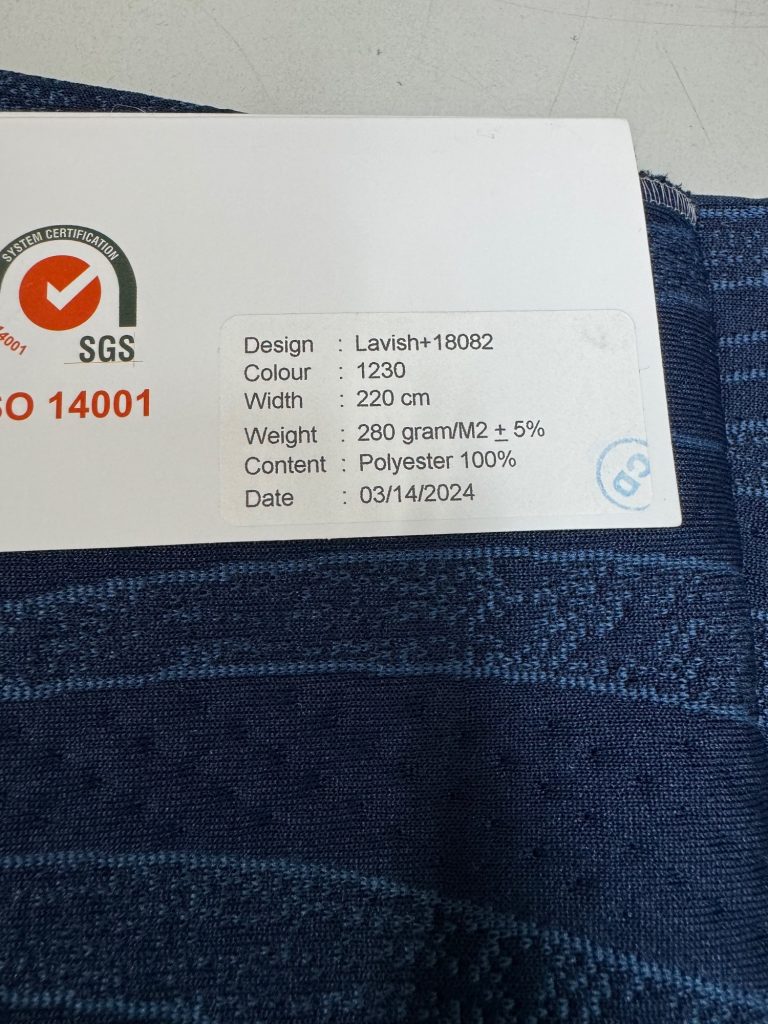 SYSTEM CERTIFICATION
14001
SGS
SO 14001
Design : Lavish+18082
Colour : 1230
Width : 220 cm
Weight : 280 gram/M2 ± 5%
Content : Polyester 100%
Date : 03/14/2024
CD